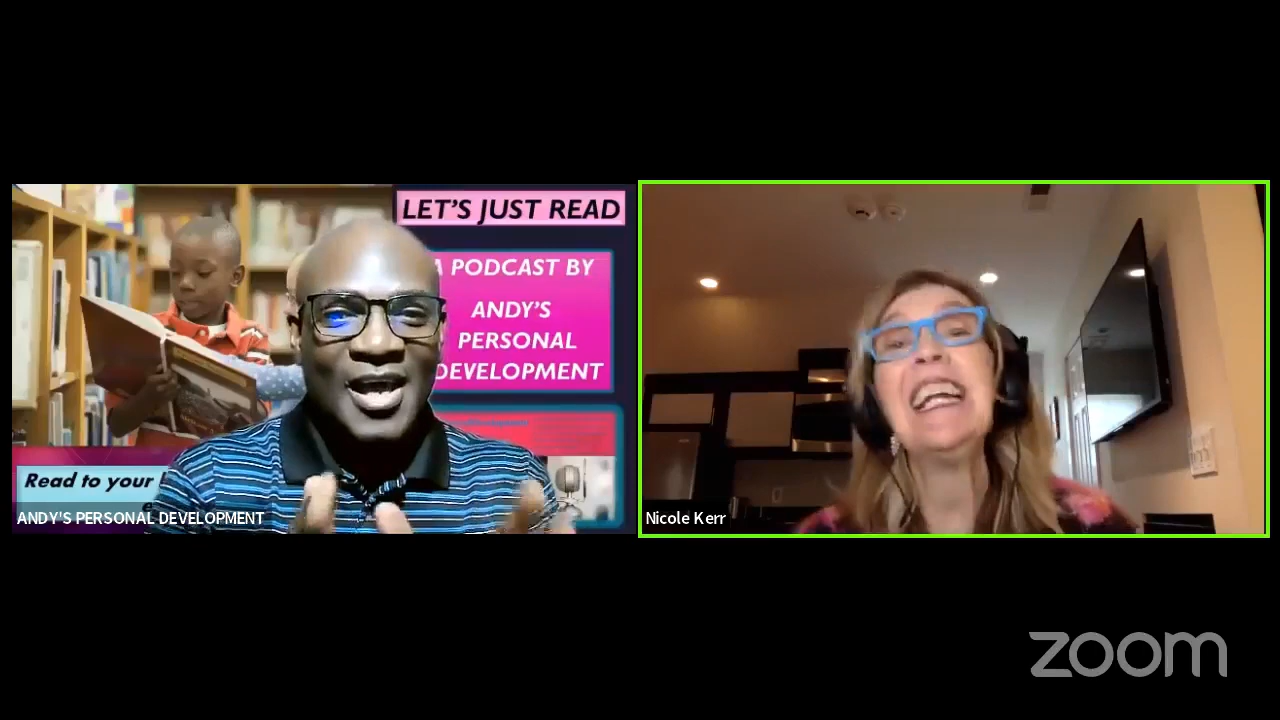 LET'S JUST READ
A PODCAST BY
ANDY'S
PERSONAL
DEVELOPMENT
Read to your
ANDY'S PERSONAL DEVELOPMENT
Nicole Kerr
zoom